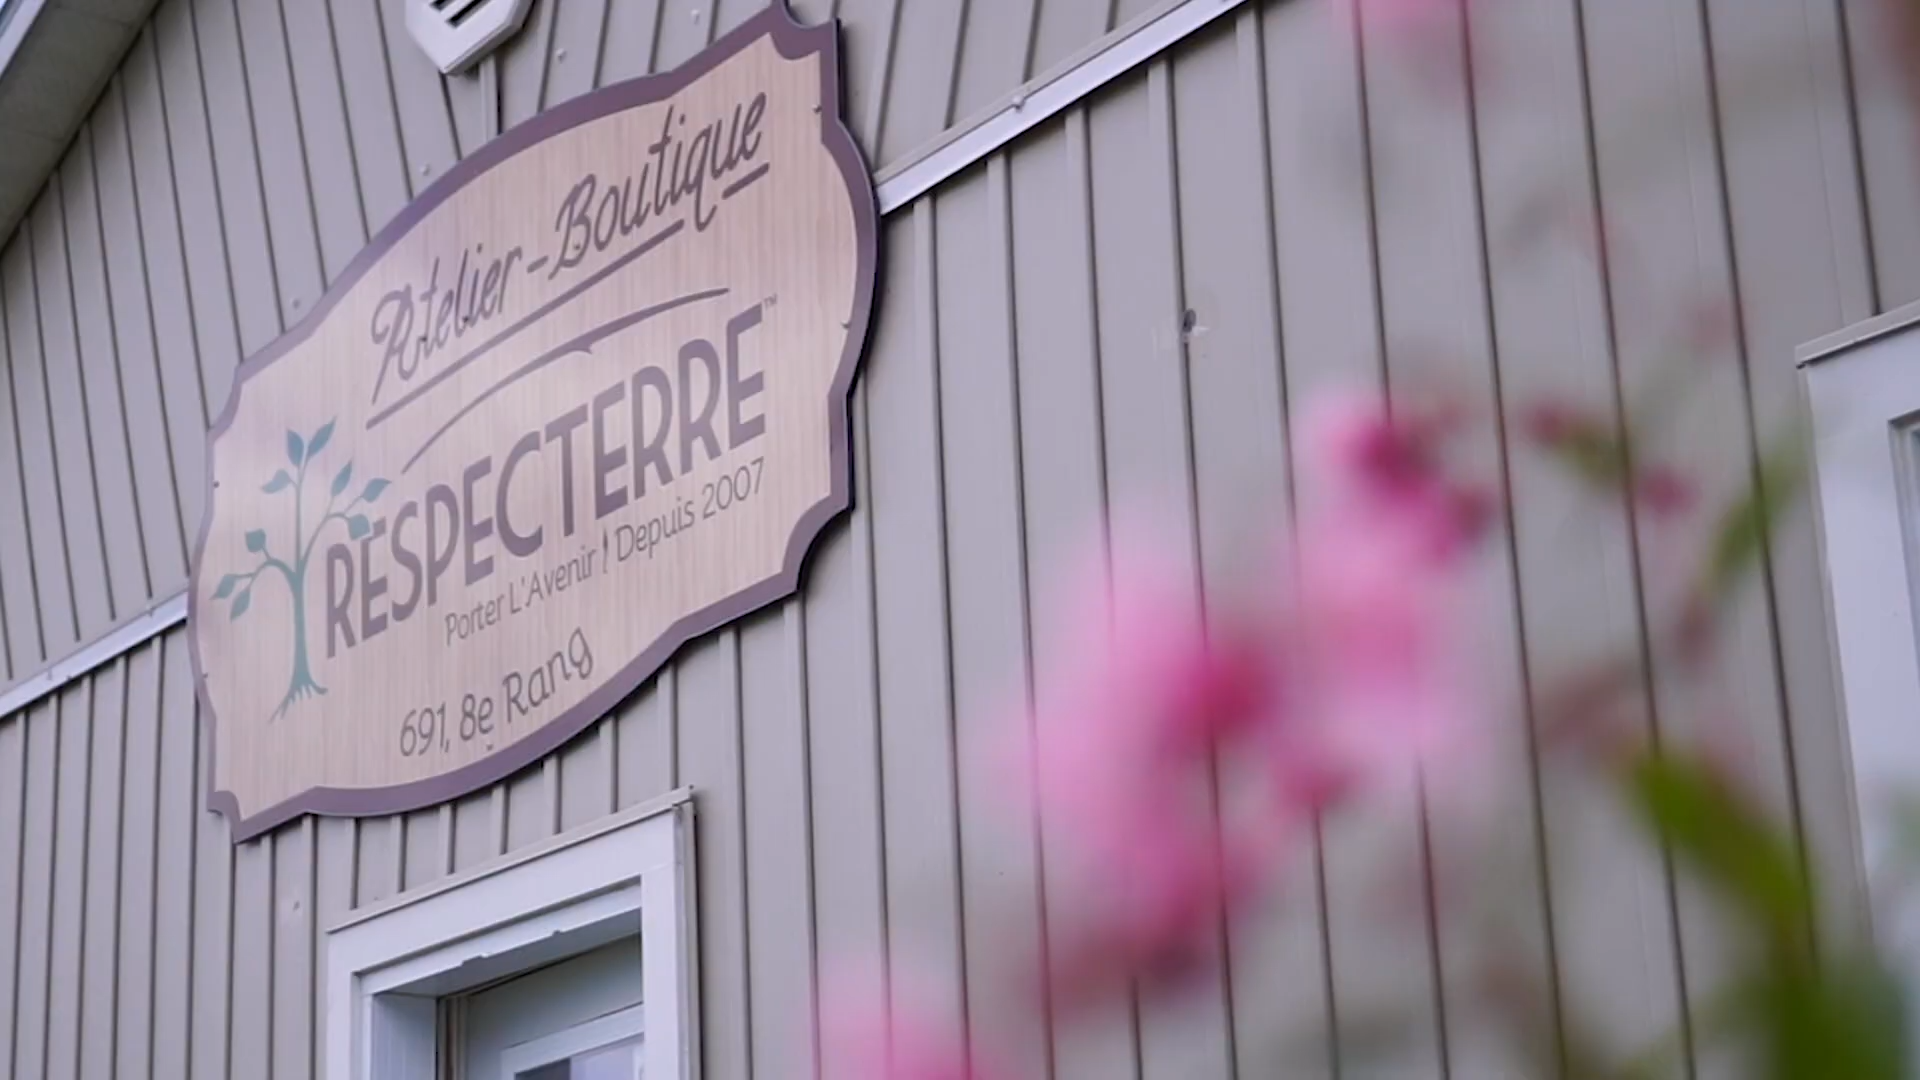 Atelier-Boutique
RESPECTERRE™
Porter L'Avenir | Depuis 2007
691, 8e Rang